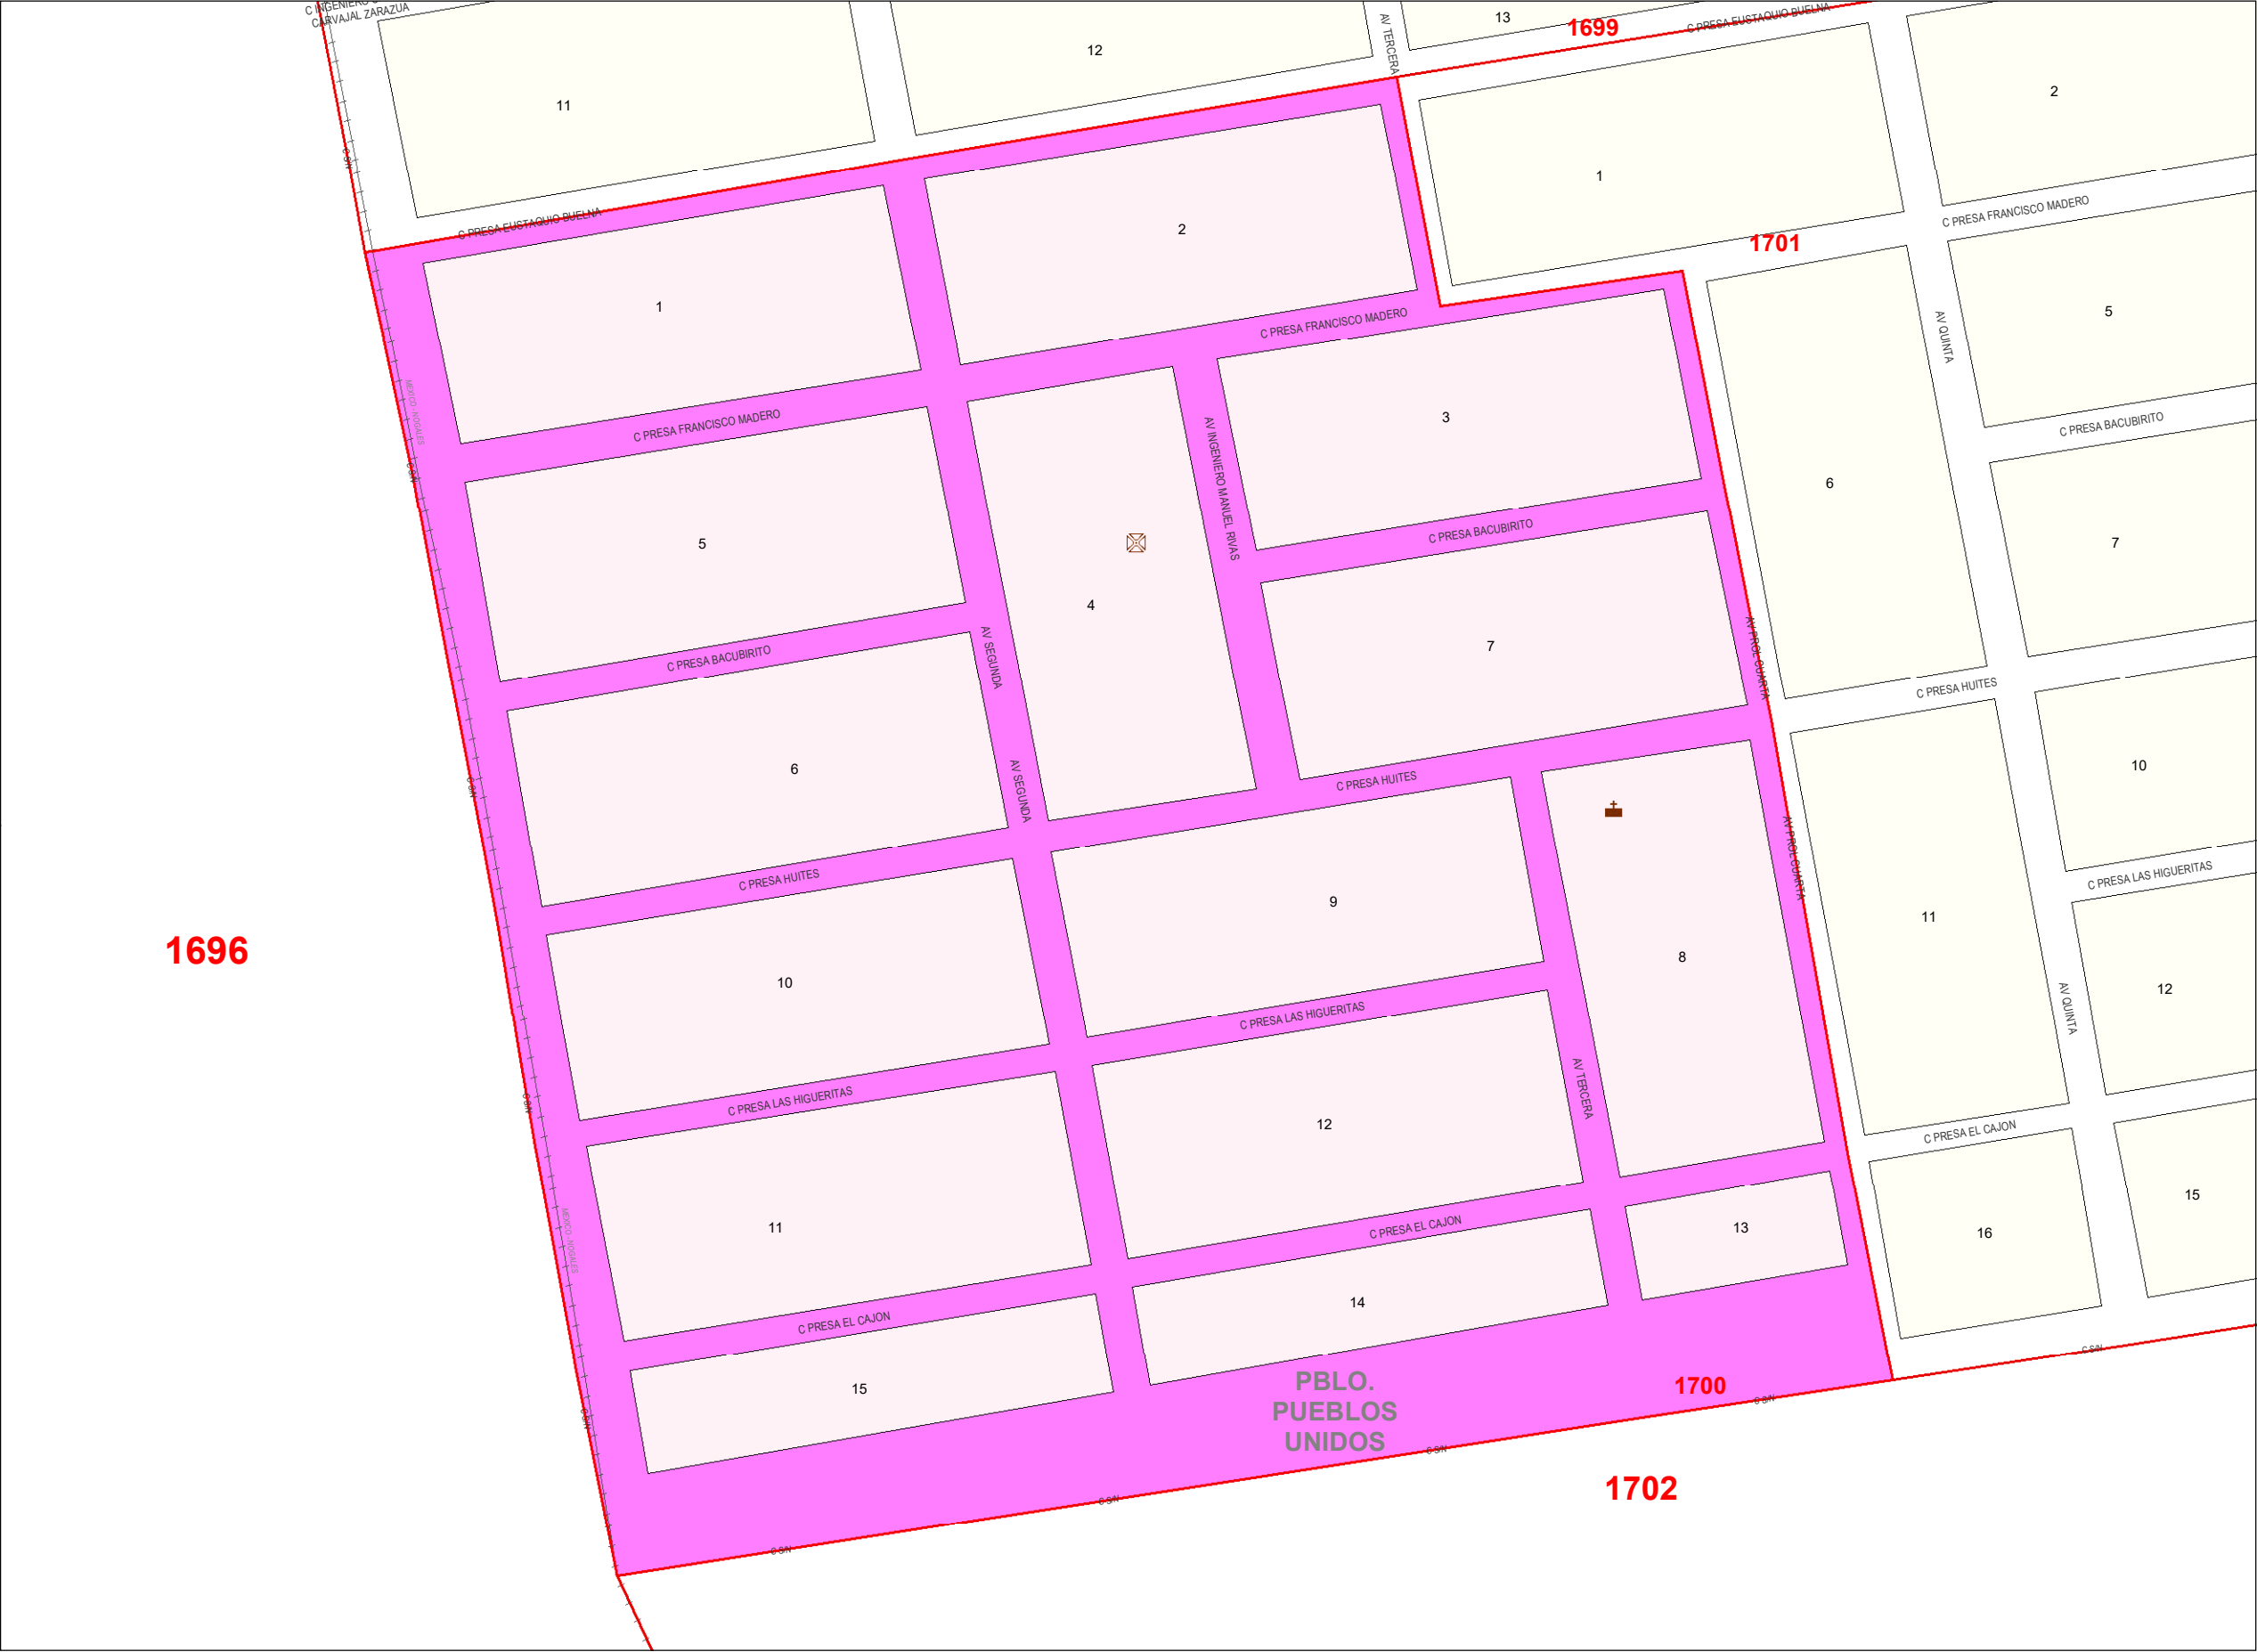 C INGENIERO
CARVAJAL ZARAZUA
11
12
AV TERCERA
13
1699
C PRESA EUSTAQUIO BUELNA
2
1
C S/N
C PRESA EUSTAQUIO BUELNA
2
1
C PRESA FRANCISCO MADERO
1701
C PRESA FRANCISCO MADERO
5
AV QUINTA
MEXICO - NOGALES
C PRESA FRANCISCO MADERO
3
AV INGENIERO MANUEL RIVAS
C PRESA BACUBIRITO
C S/N
6
C PRESA BACUBIRITO
5
7
4
7
AV SEGUNDA
C PRESA BACUBIRITO
AV PROL CUARTA
C PRESA HUITES
6
AV SEGUNDA
C PRESA HUITES
10
C S/N
AV PROL CUARTA
C PRESA HUITES
9
C PRESA LAS HIGUERITAS
11
1696
8
10
12
AV QUINTA
C PRESA LAS HIGUERITAS
C PRESA LAS HIGUERITAS
C S/N
AV TERCERA
12
C PRESA EL CAJON
15
11
13
16
MEXICO - NOGALES
C PRESA EL CAJON
14
C PRESA EL CAJON
C S/N
15
PBLO.
PUEBLOS
UNIDOS
1700
C S/N
C S/N
C S/N
1702
C S/N
C S/N